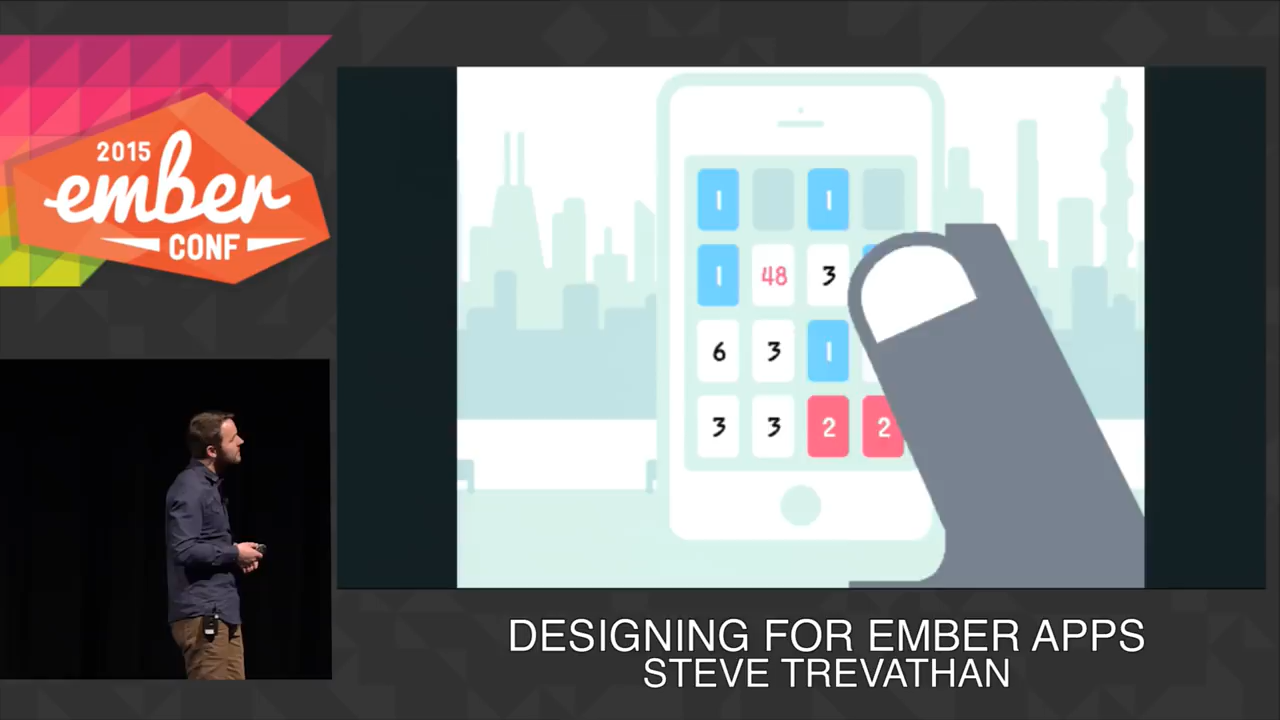 2015
ember
CONF
1 1
1 48 3
6 3 1
3 3 2 2
DESIGNING FOR EMBER APPS
STEVE TREVATHAN